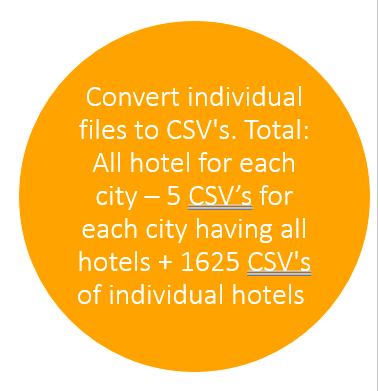 Convert individual
files to CSV's. Total:
All hotel for each
city – 5 CSV’s for
each city having all
hotels + 1625 CSV's
of individual hotels